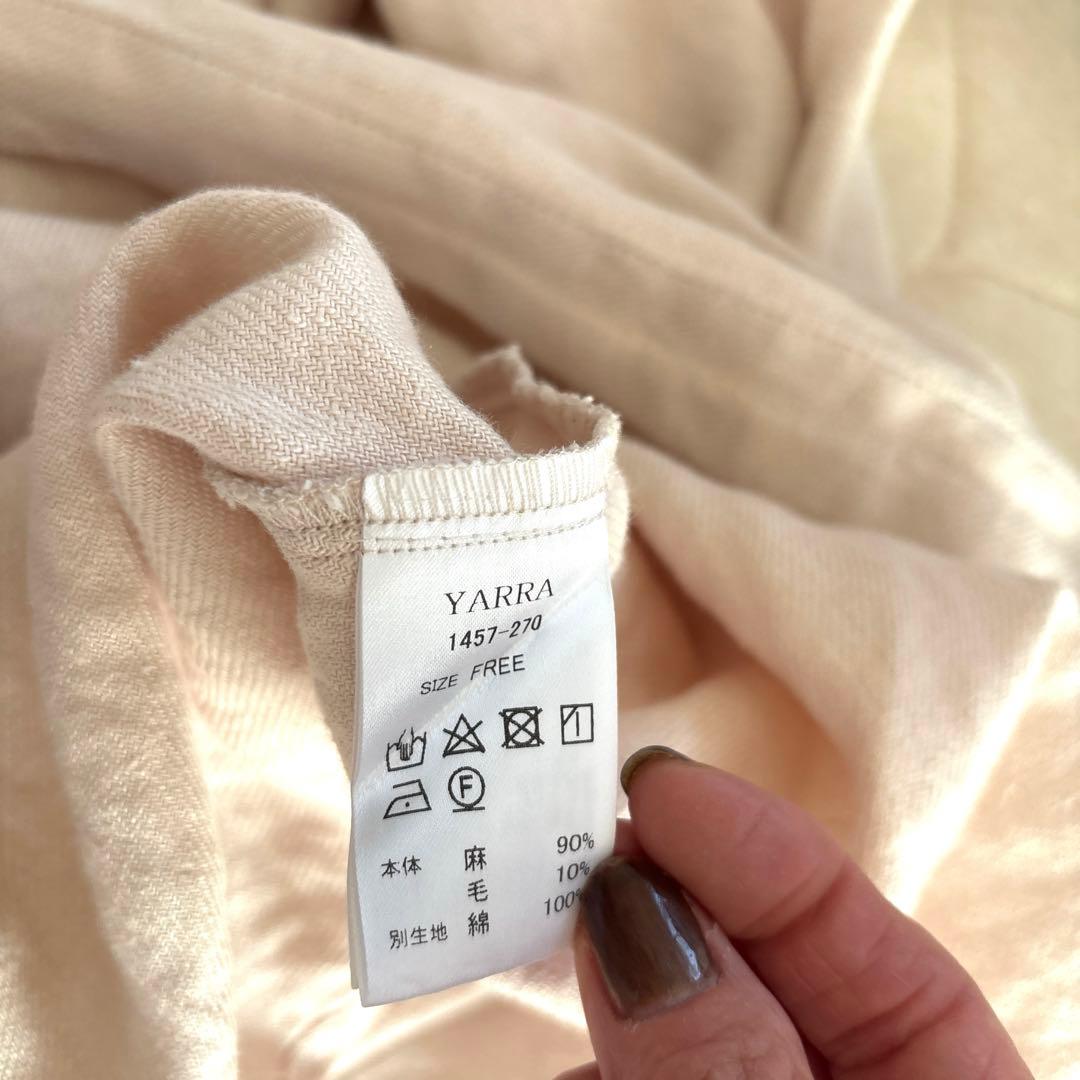 YARRA
1457-270
SIZE FREE
F
本体 麻 90%
毛 10%
別生地 綿 100%